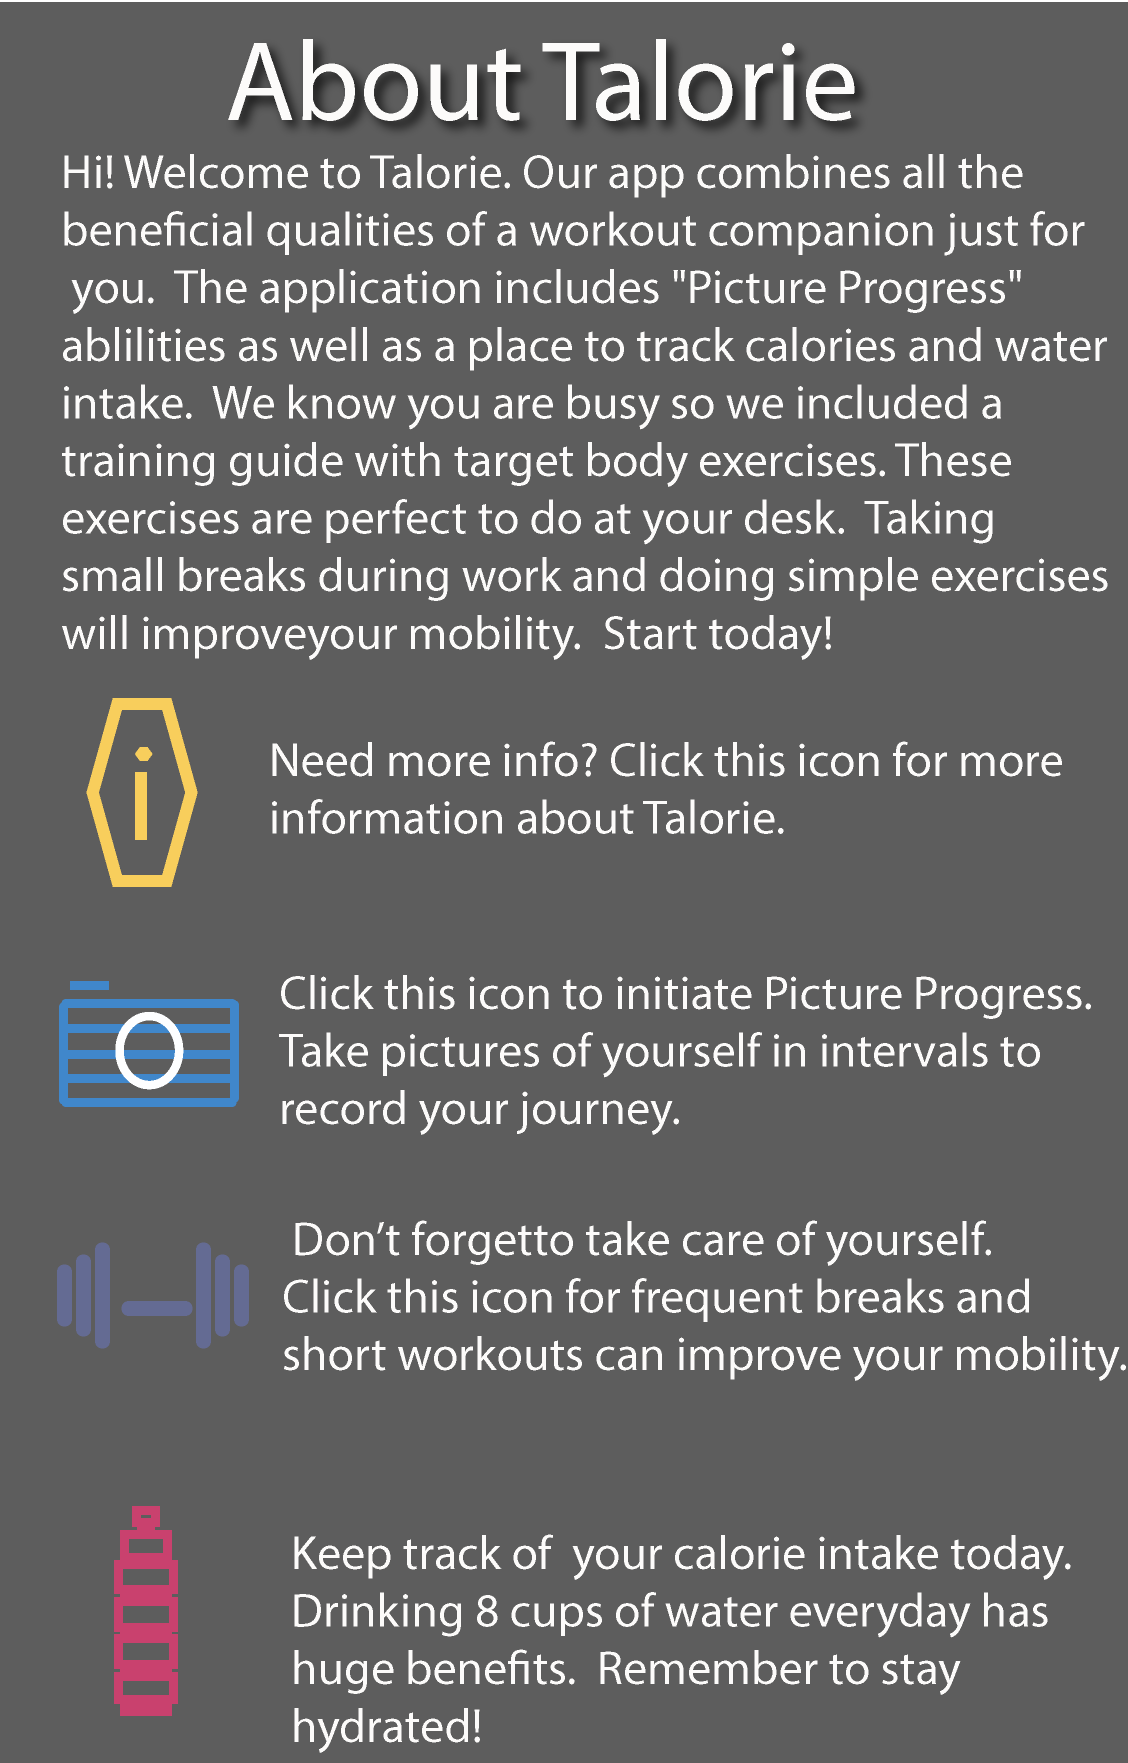 About Talorie
Hi! Welcome to Talorie. Our app combines all the
beneficial qualities of a workout companion just for
you.  The application includes "Picture Progress"
ablilities as well as a place to track calories and water
intake.  We know you are busy so we included a
training guide with target body exercises. These
exercises are perfect to do at your desk.  Taking
small breaks during work and doing simple exercises
will improveyour mobility.  Start today!
i
Need more info? Click this icon for more
information about Talorie.
Click this icon to initiate Picture Progress.
Take pictures of yourself in intervals to
record your journey.
Don’t forgetto take care of yourself.
Click this icon for frequent breaks and
short workouts can improve your mobility.
Keep track of  your calorie intake today.
Drinking 8 cups of water everyday has
huge benefits.  Remember to stay
hydrated!